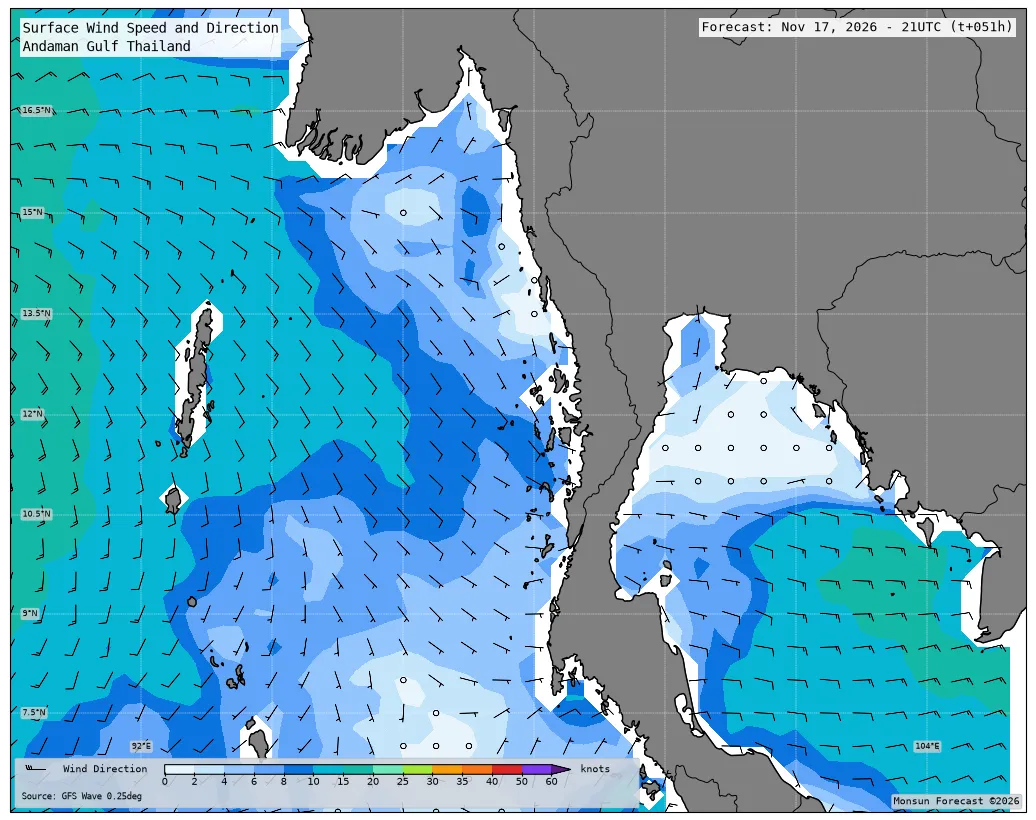 Surface Wind Speed and Direction
Andaman Gulf Thailand
Forecast: Nov 17, 2026 - 21UTC (t+051h)
16.5°N
15°N
13.5°N
12°N
10.5°N
9°N
7.5°N
92°E
104°E
Wind Direction
0 2 4 6 8 10 15 20 25 30 35 40 50 60
knots
Source: GFS Wave 0.25deg
Monsun Forecast ©2026